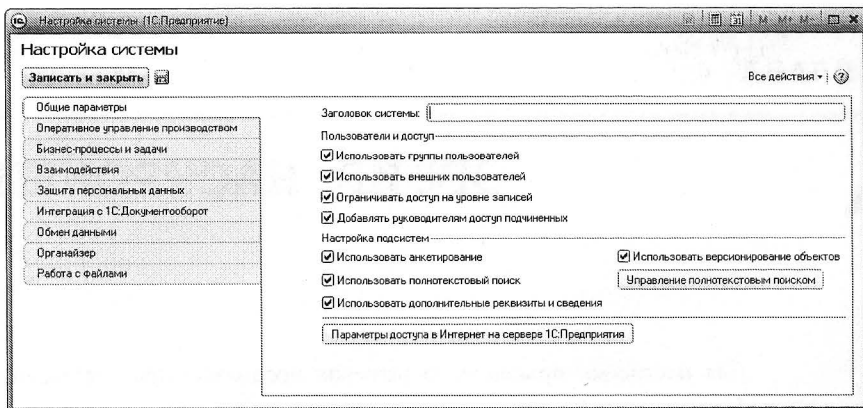 Настройка системы (1С:Предприятие)
M M+ M-
Настройка системы
Записать и закрыть
Все действия
Общие параметры
Оперативное управление производством
Бизнес-процессы и задачи
Взаимодействия
Защита персональных данных
Интеграция с 1С:Документооборот
Обмен данными
Органайзер
Работа с файлами
Заголовок системы:
Пользователи и доступ
Использовать группы пользователей
Использовать внешних пользователей
Ограничивать доступ на уровне записей
Добавлять руководителям доступ подчиненных
Настройка подсистем
Использовать анкетирование
Использовать версионирование объектов
Использовать полнотекстовый поиск
Управление полнотекстовым поиском
Использовать дополнительные реквизиты и сведения
Параметры доступа в Интернет на сервере 1С:Предприятия